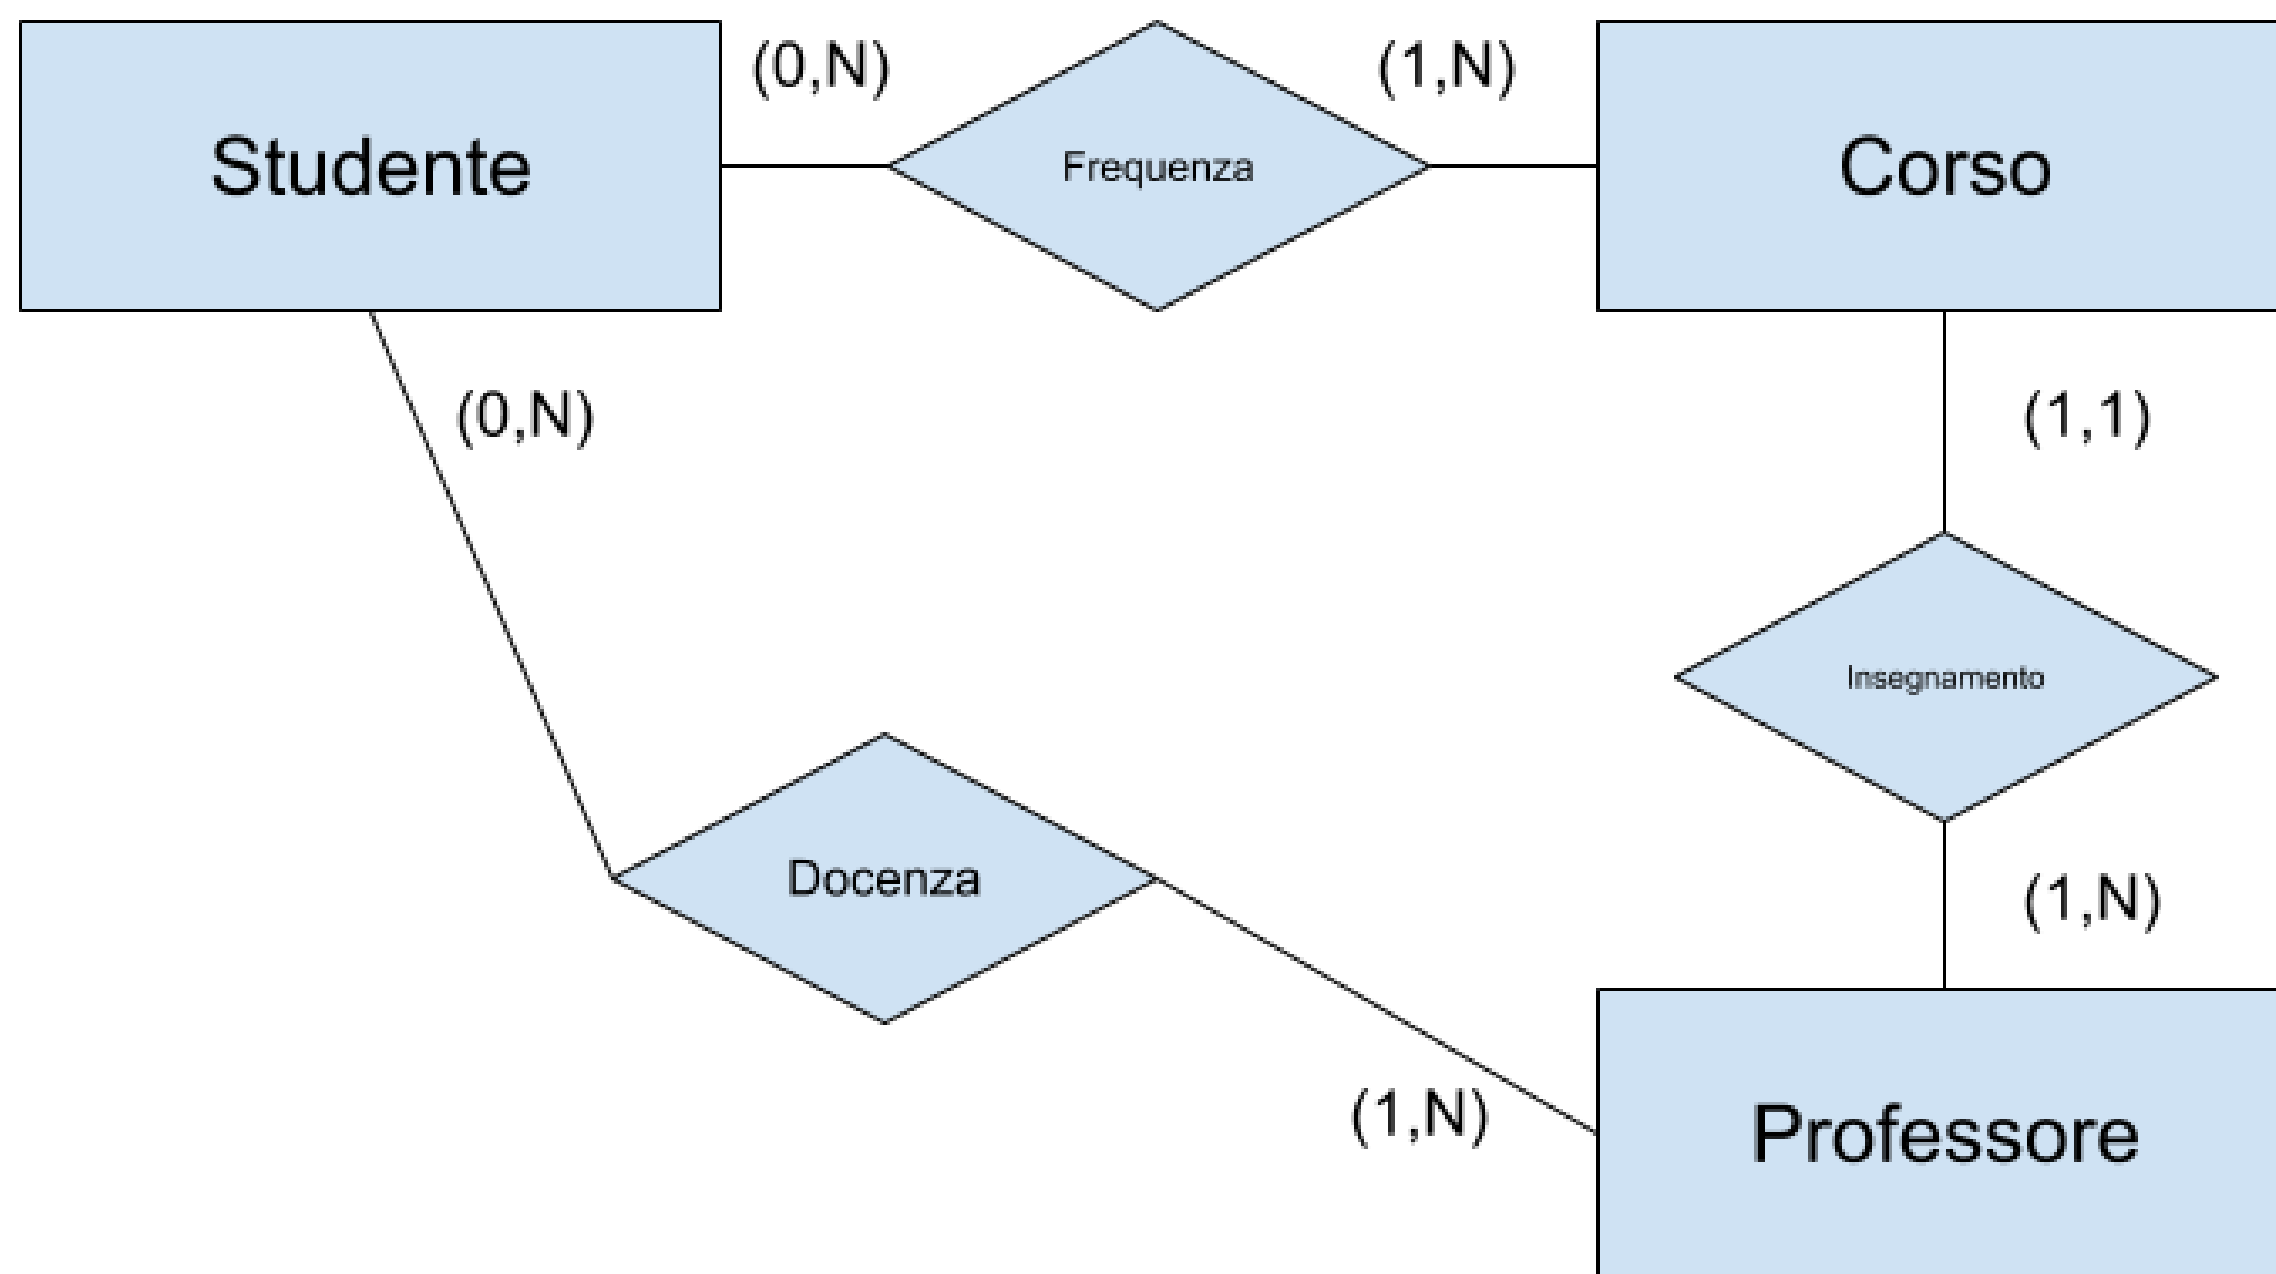 Studente
(0,N)
Frequenza
(1,N)
Corso
(0,N)
(1,1)
Insegnamento
Docenza
(1,N)
(1,N)
Professore